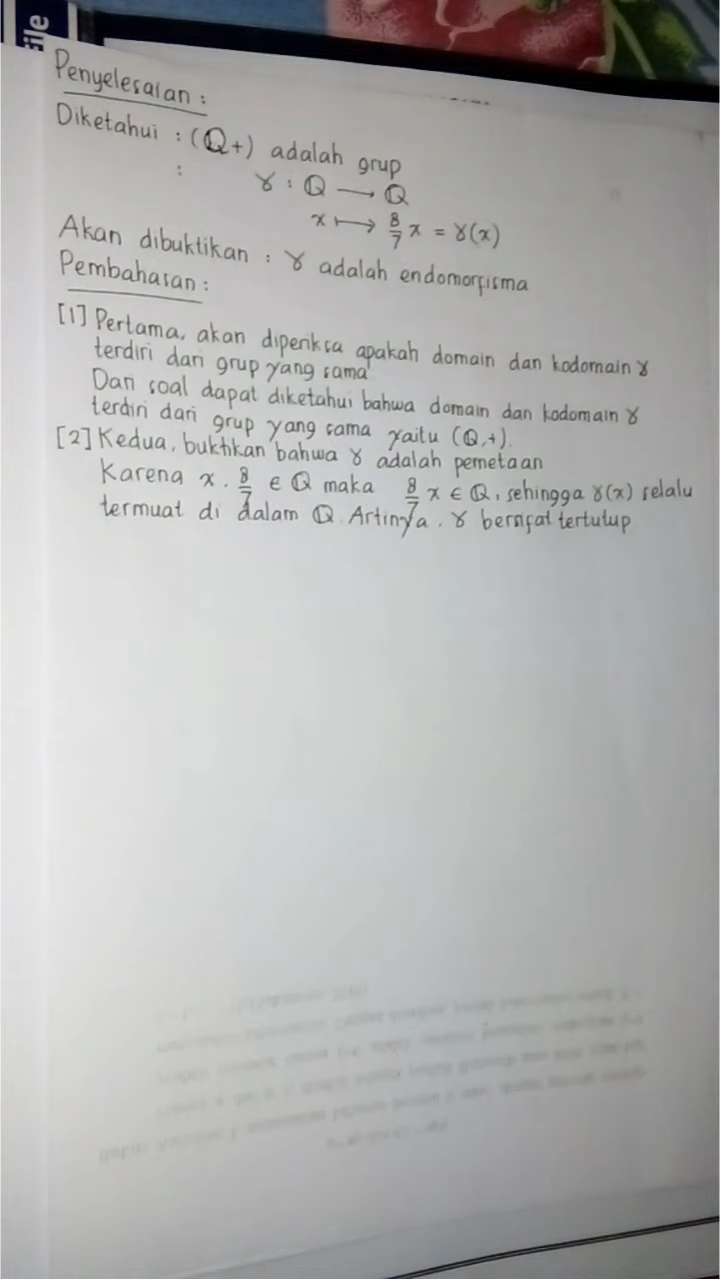 ile
Penyelesaian :
Diketahui : (Q+) adalah grup
: γ : Q → Q
x ↦ 8/7 x = γ(x)
Akan dibuktikan : γ adalah endomorfisma
Pembahasan :
[1] Pertama, akan diperiksa apakah domain dan kodomain γ
terdiri dari grup yang sama
Dari soal dapat diketahui bahwa domain dan kodomain γ
terdiri dari grup yang sama yaitu (Q,+).
[2] Kedua, buktikan bahwa γ adalah pemetaan
Karena x . 8/7 ∈ Q maka 8/7 x ∈ Q, sehingga γ(x) selalu
termuat di dalam Q. Artinya, γ bersifat tertutup